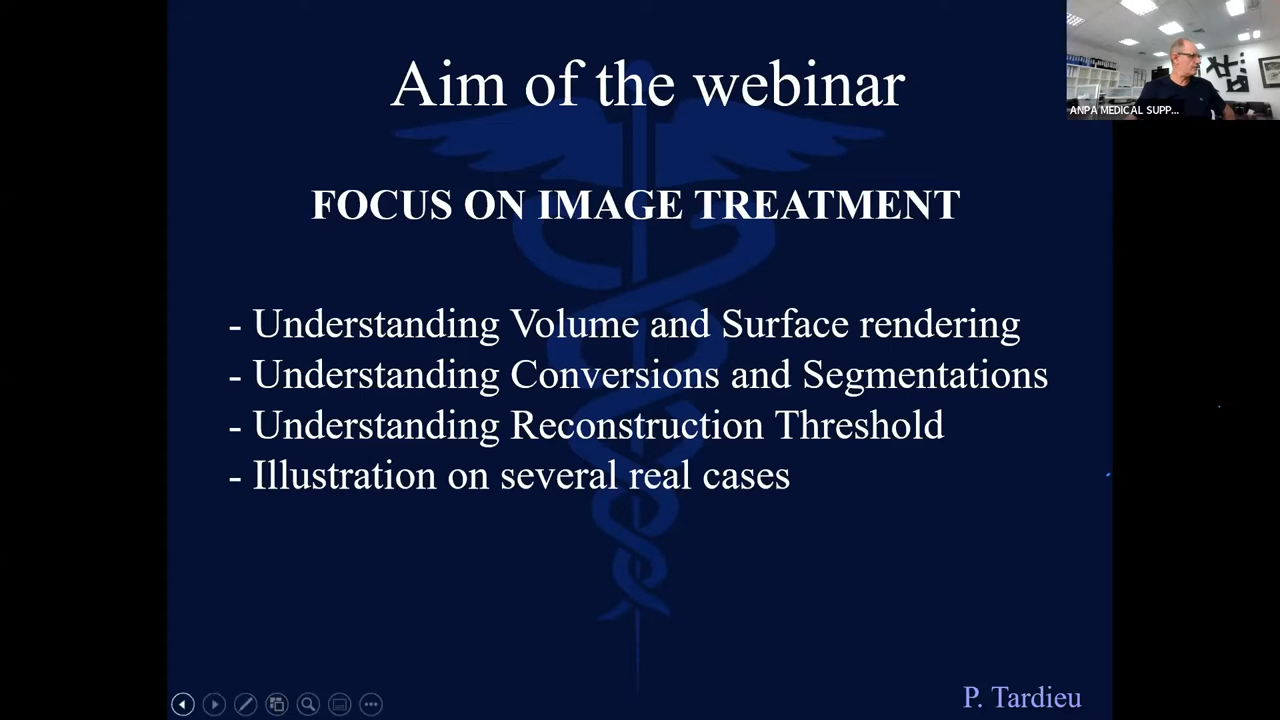 Aim of the webinar
ANPA MEDICAL SUPP...
FOCUS ON IMAGE TREATMENT
- Understanding Volume and Surface rendering
- Understanding Conversions and Segmentations
- Understanding Reconstruction Threshold
- Illustration on several real cases
P. Tardieu